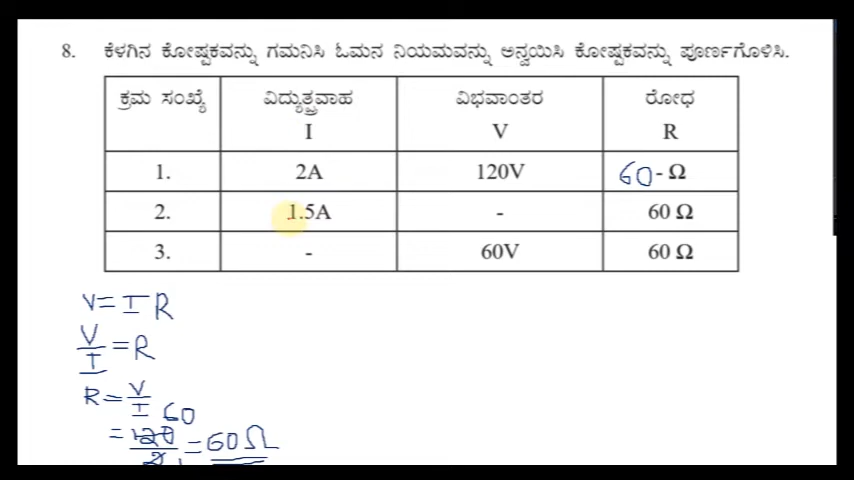 8. ಕೆಳಗಿನ ಕೋಷ್ಟಕವನ್ನು ಗಮನಿಸಿ ಓಮನ ನಿಯಮವನ್ನು ಅನ್ವಯಿಸಿ ಕೋಷ್ಟಕವನ್ನು ಪೂರ್ಣಗೊಳಿಸಿ.
ಕ್ರಮ ಸಂಖ್ಯೆ ವಿದ್ಯುತ್ಪ್ರವಾಹ I ವಿಭವಾಂತರ V ರೋಧ R
1. 2A 120V 60 - Ω
2. 1.5A - 60 Ω
3. - 60V 60 Ω
V = I R
V/I = R
R = V/I
60
= 120/2 = 60 Ω